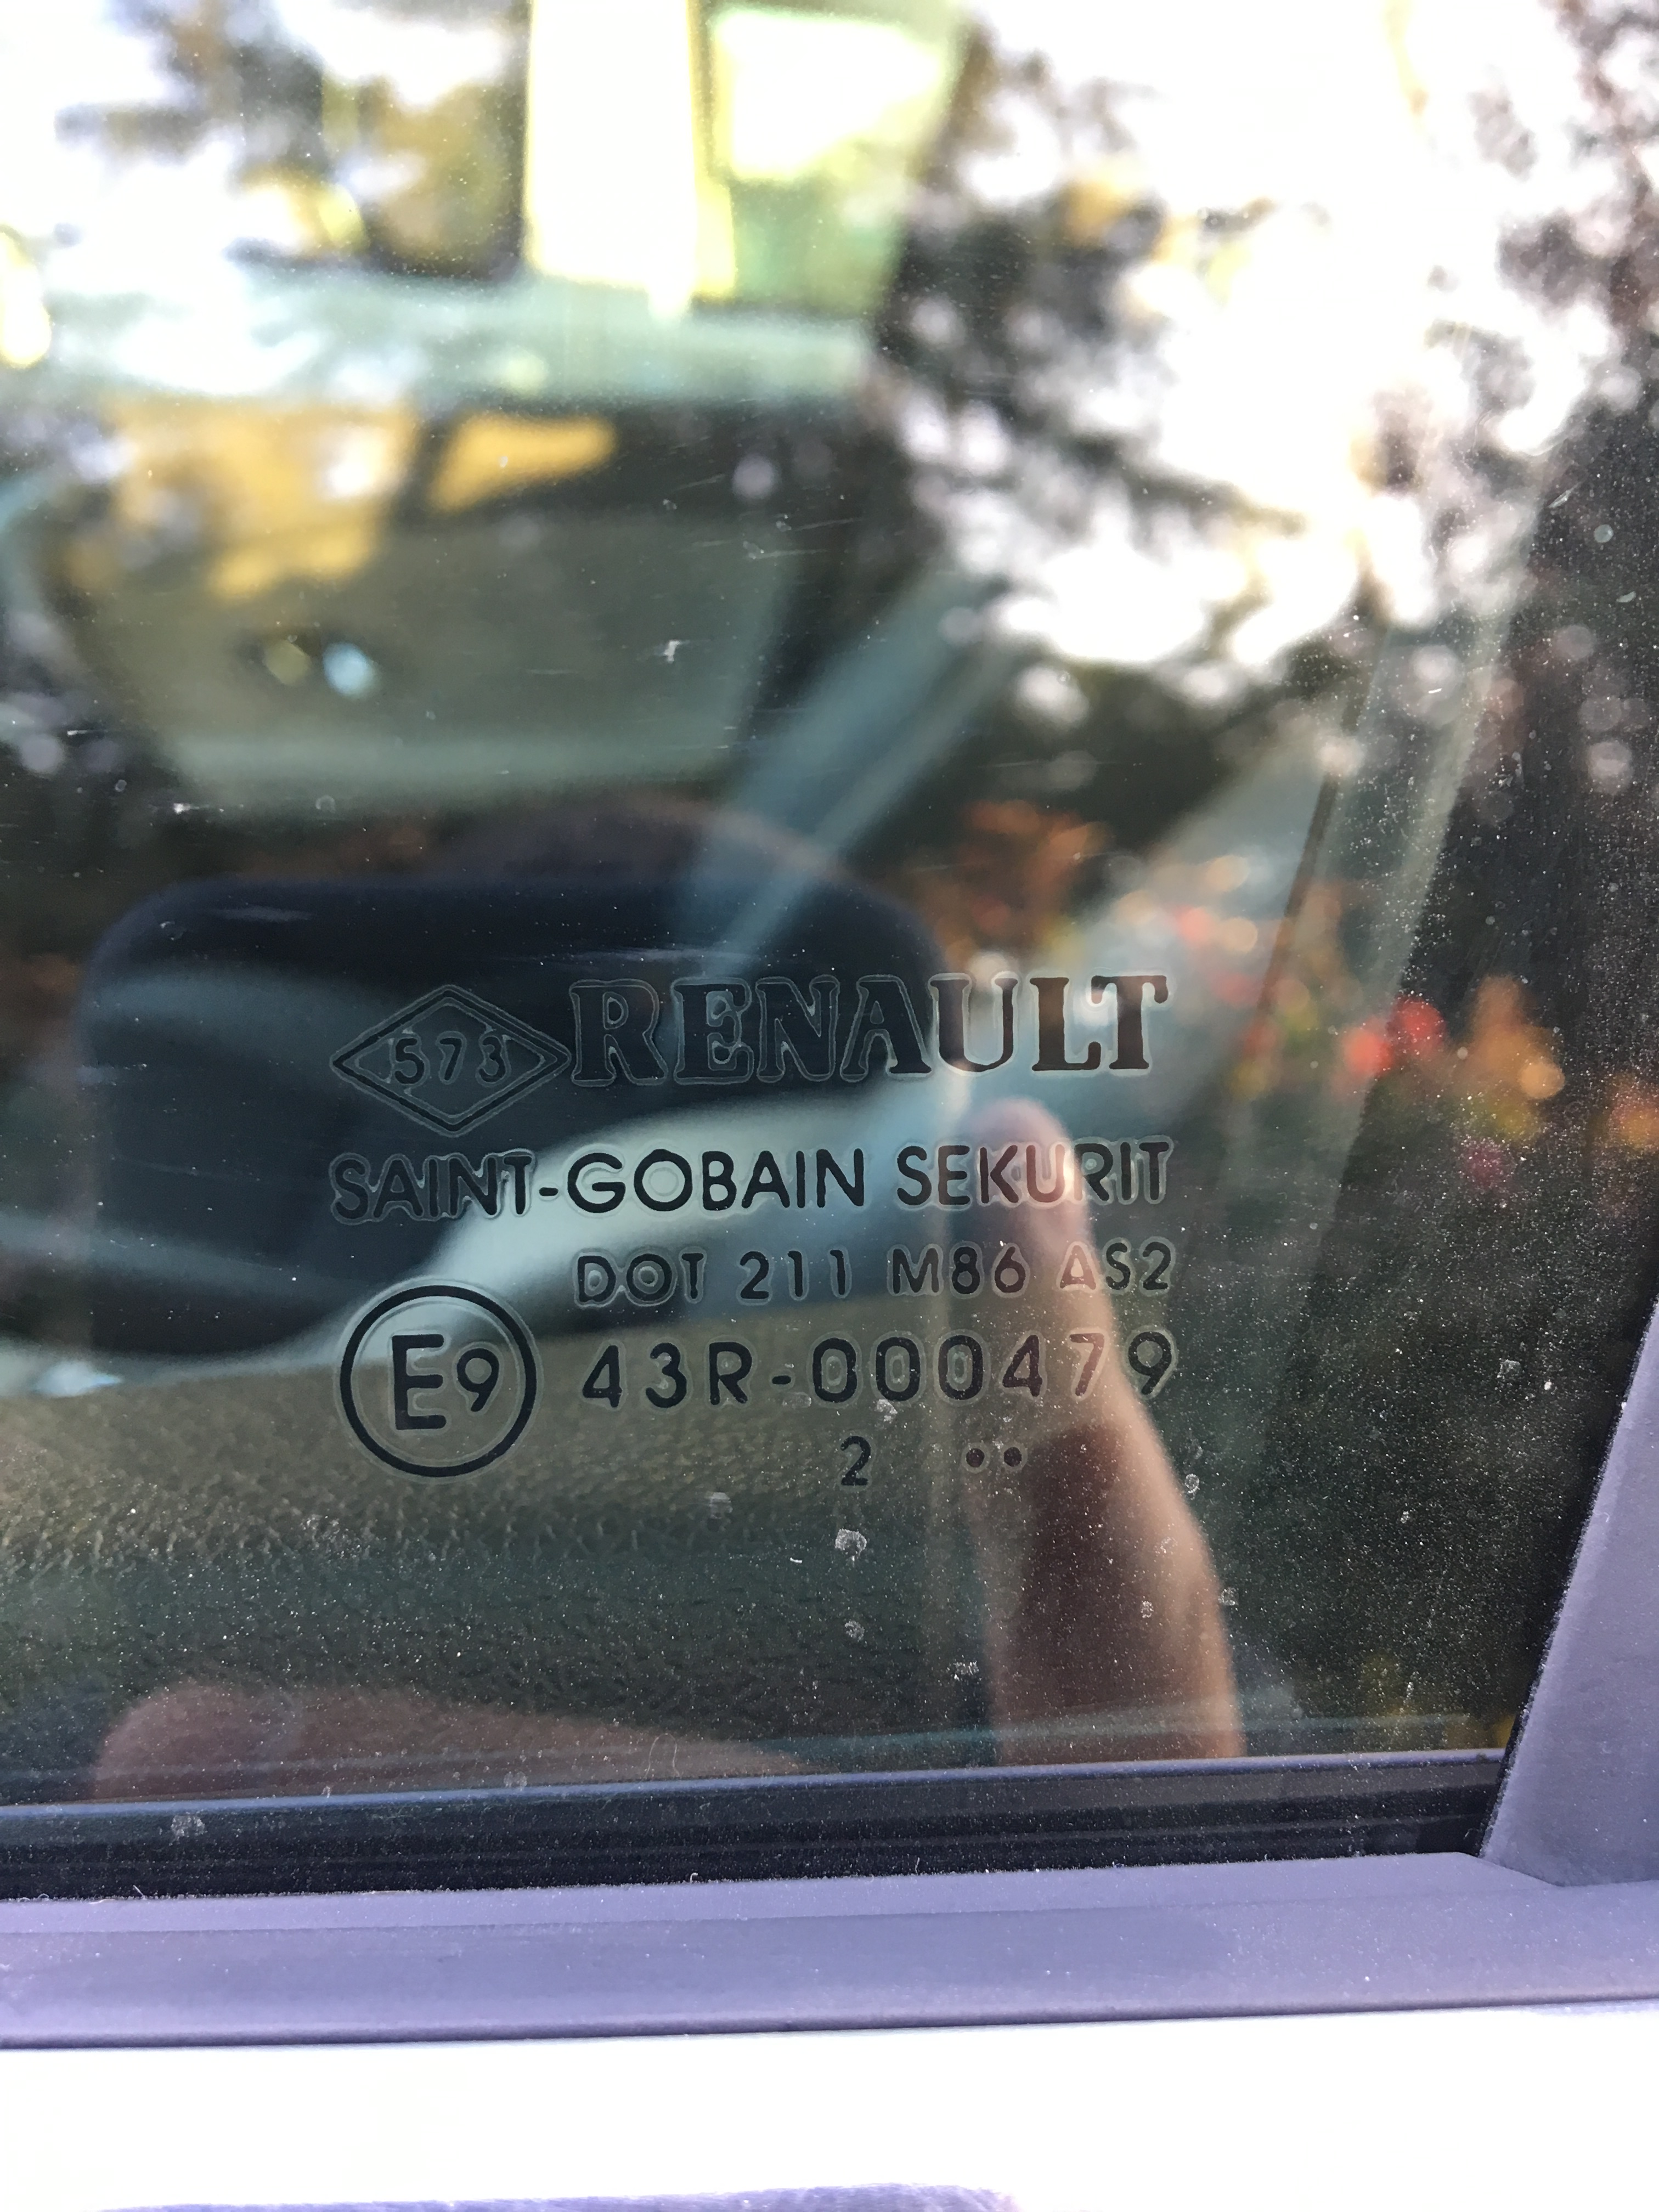 573 RENAULT
SAINT-GOBAIN SEKURIT
DOT 211 M86 AS2
E9 43R-000479
2 ••